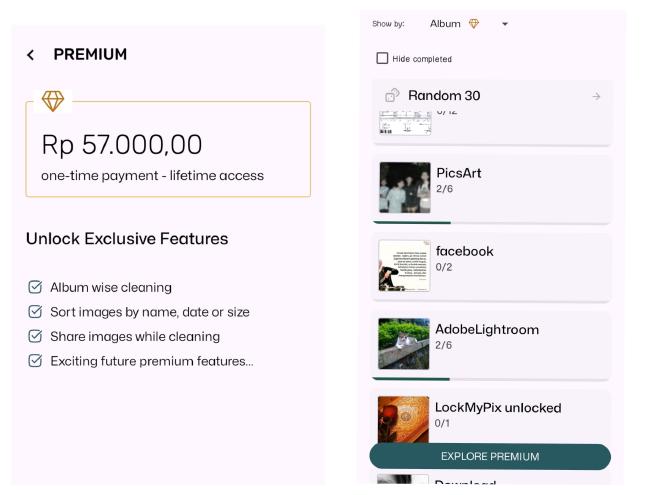 PREMIUM
Rp 57.000,00
one-time payment - lifetime access
Unlock Exclusive Features
Album wise cleaning
Sort images by name, date or size
Share images while cleaning
Exciting future premium features...
Show by: Album
Hide completed
Random 30
0/12
PicsArt
2/6
facebook
0/2
AdobeLightroom
2/6
LockMyPix unlocked
0/1
EXPLORE PREMIUM
Download